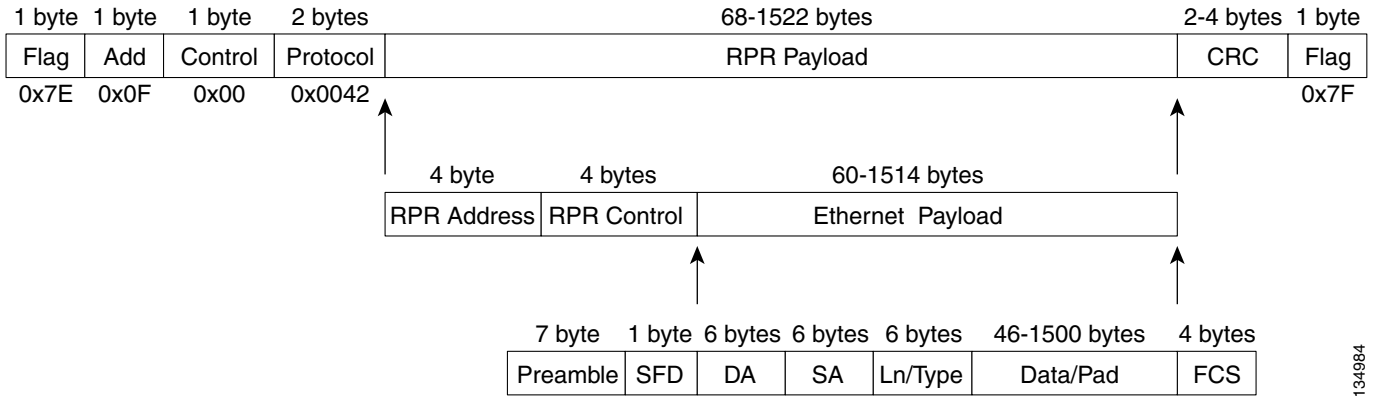 1 byte 1 byte 1 byte 2 bytes 68-1522 bytes 2-4 bytes 1 byte
Flag Add Control Protocol RPR Payload CRC Flag
0x7E 0x0F 0x00 0x0042 0x7F
4 byte 4 bytes 60-1514 bytes
RPR Address RPR Control Ethernet Payload
7 byte 1 byte 6 bytes 6 bytes 6 bytes 46-1500 bytes 4 bytes
Preamble SFD DA SA Ln/Type Data/Pad FCS
134984